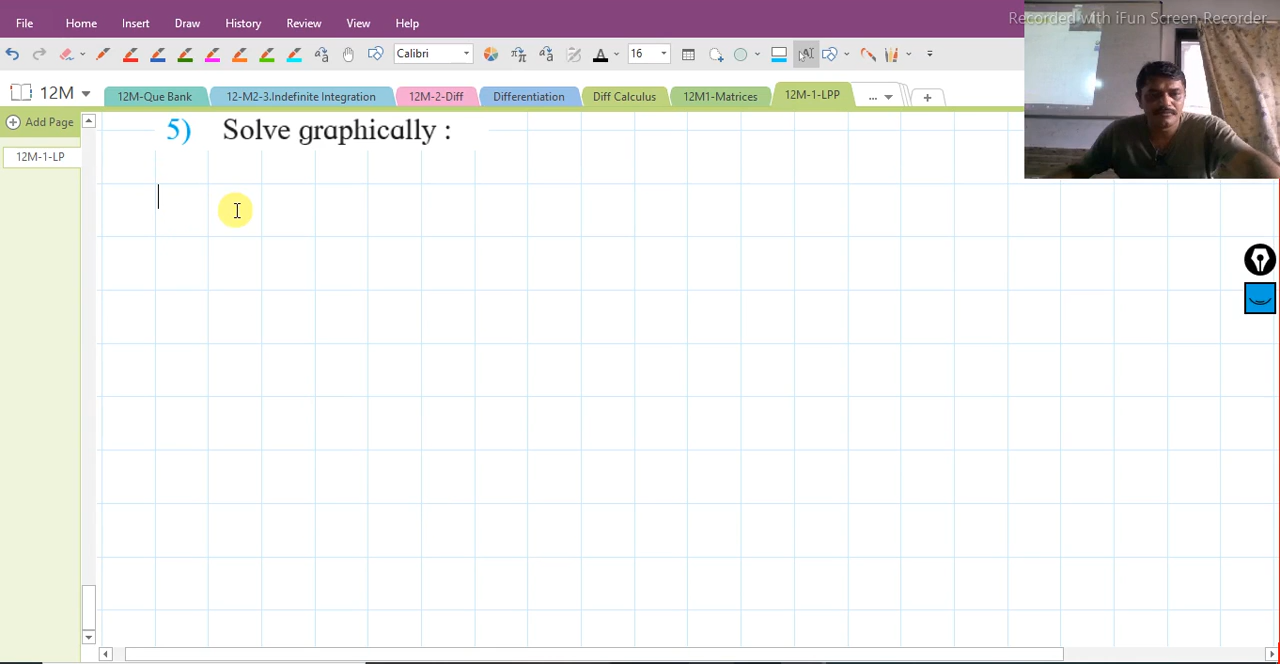 File Home Insert Draw History Review View Help
Recorded with iFun Screen Recorder
Calibri 16
12M 12M-Que Bank 12-M2-3.Indefinite Integration 12M-2-Diff Differentiation Diff Calculus 12M1-Matrices 12M-1-LPP ... +
Add Page
5) Solve graphically :
12M-1-LP